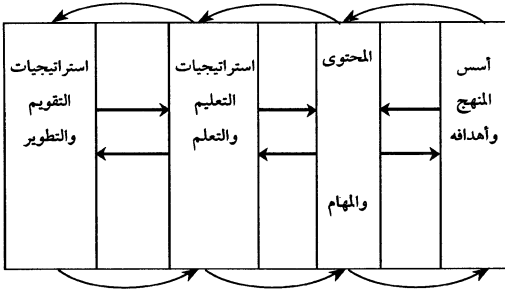 أسس
المنهج
وأهدافه
المحتوى
والمهام
استراتيجيات
التعليم
والتعلم
استراتيجيات
التقويم
والتطوير